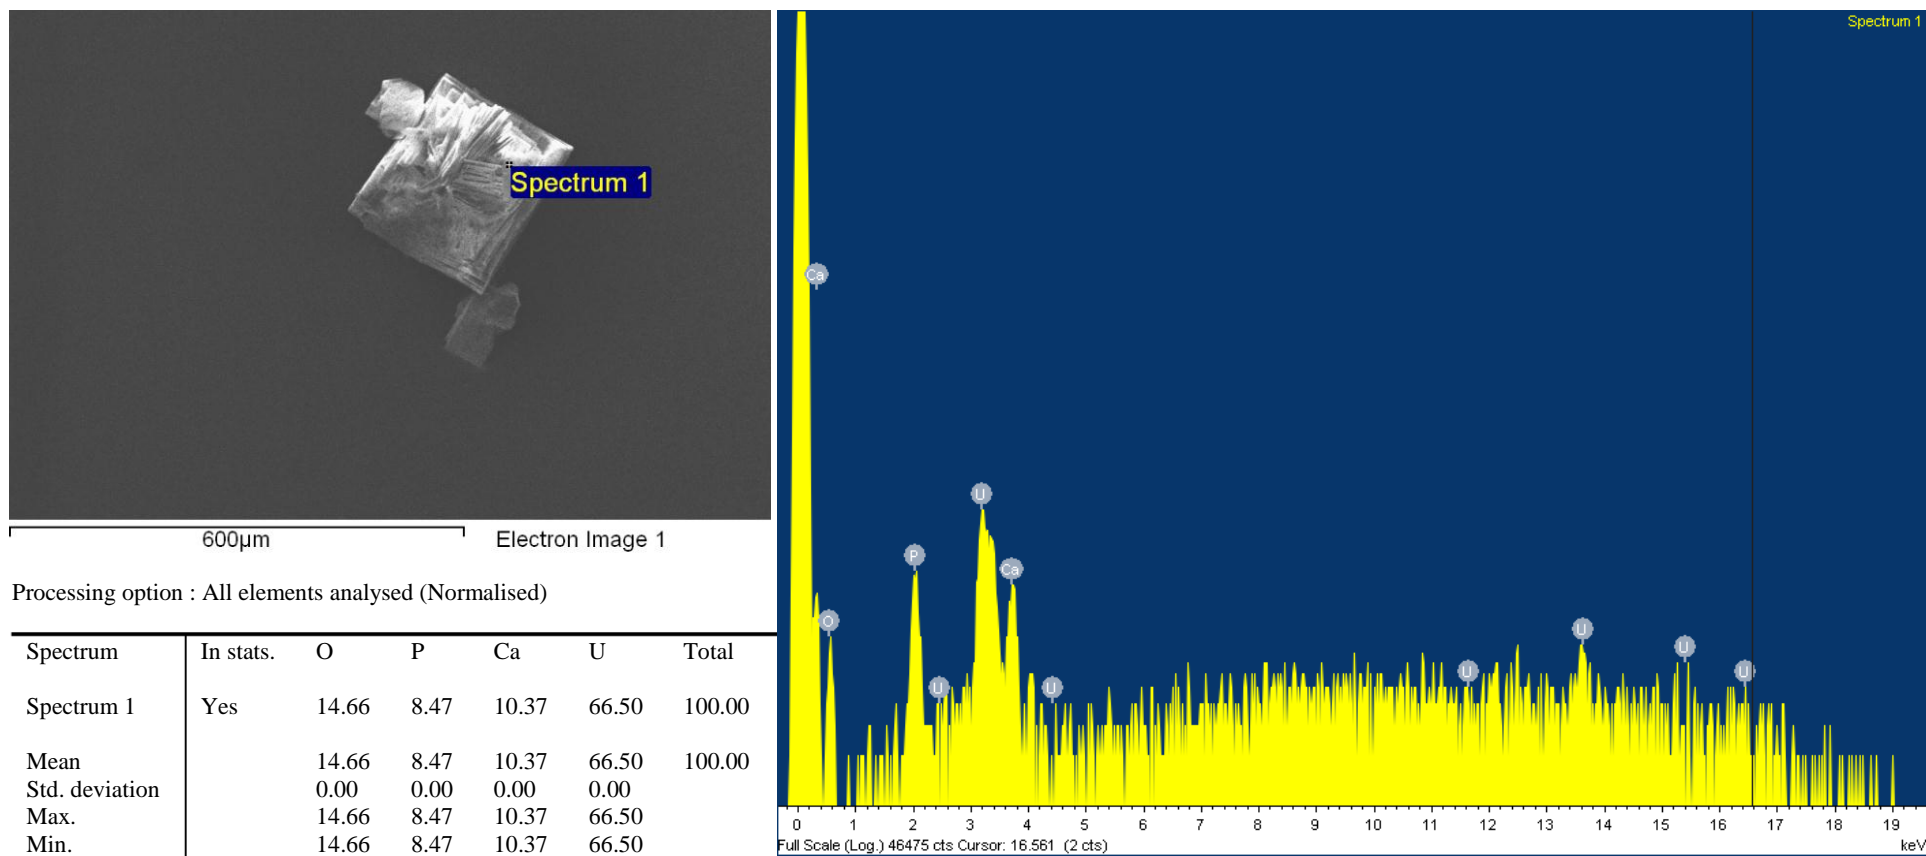 Spectrum 1
600µm
Electron Image 1
Processing option : All elements analysed (Normalised)
Spectrum In stats. O P Ca U Total
Spectrum 1 Yes 14.66 8.47 10.37 66.50 100.00
Mean 14.66 8.47 10.37 66.50 100.00
Std. deviation 0.00 0.00 0.00 0.00
Max. 14.66 8.47 10.37 66.50
Min. 14.66 8.47 10.37 66.50
Spectrum 1
Ca
U
P
Ca
O
U
U
U
U
U
U
0 1 2 3 4 5 6 7 8 9 10 11 12 13 14 15 16 17 18 19
Full Scale (Log.) 46475 cts Cursor: 16.561 (2 cts)
keV